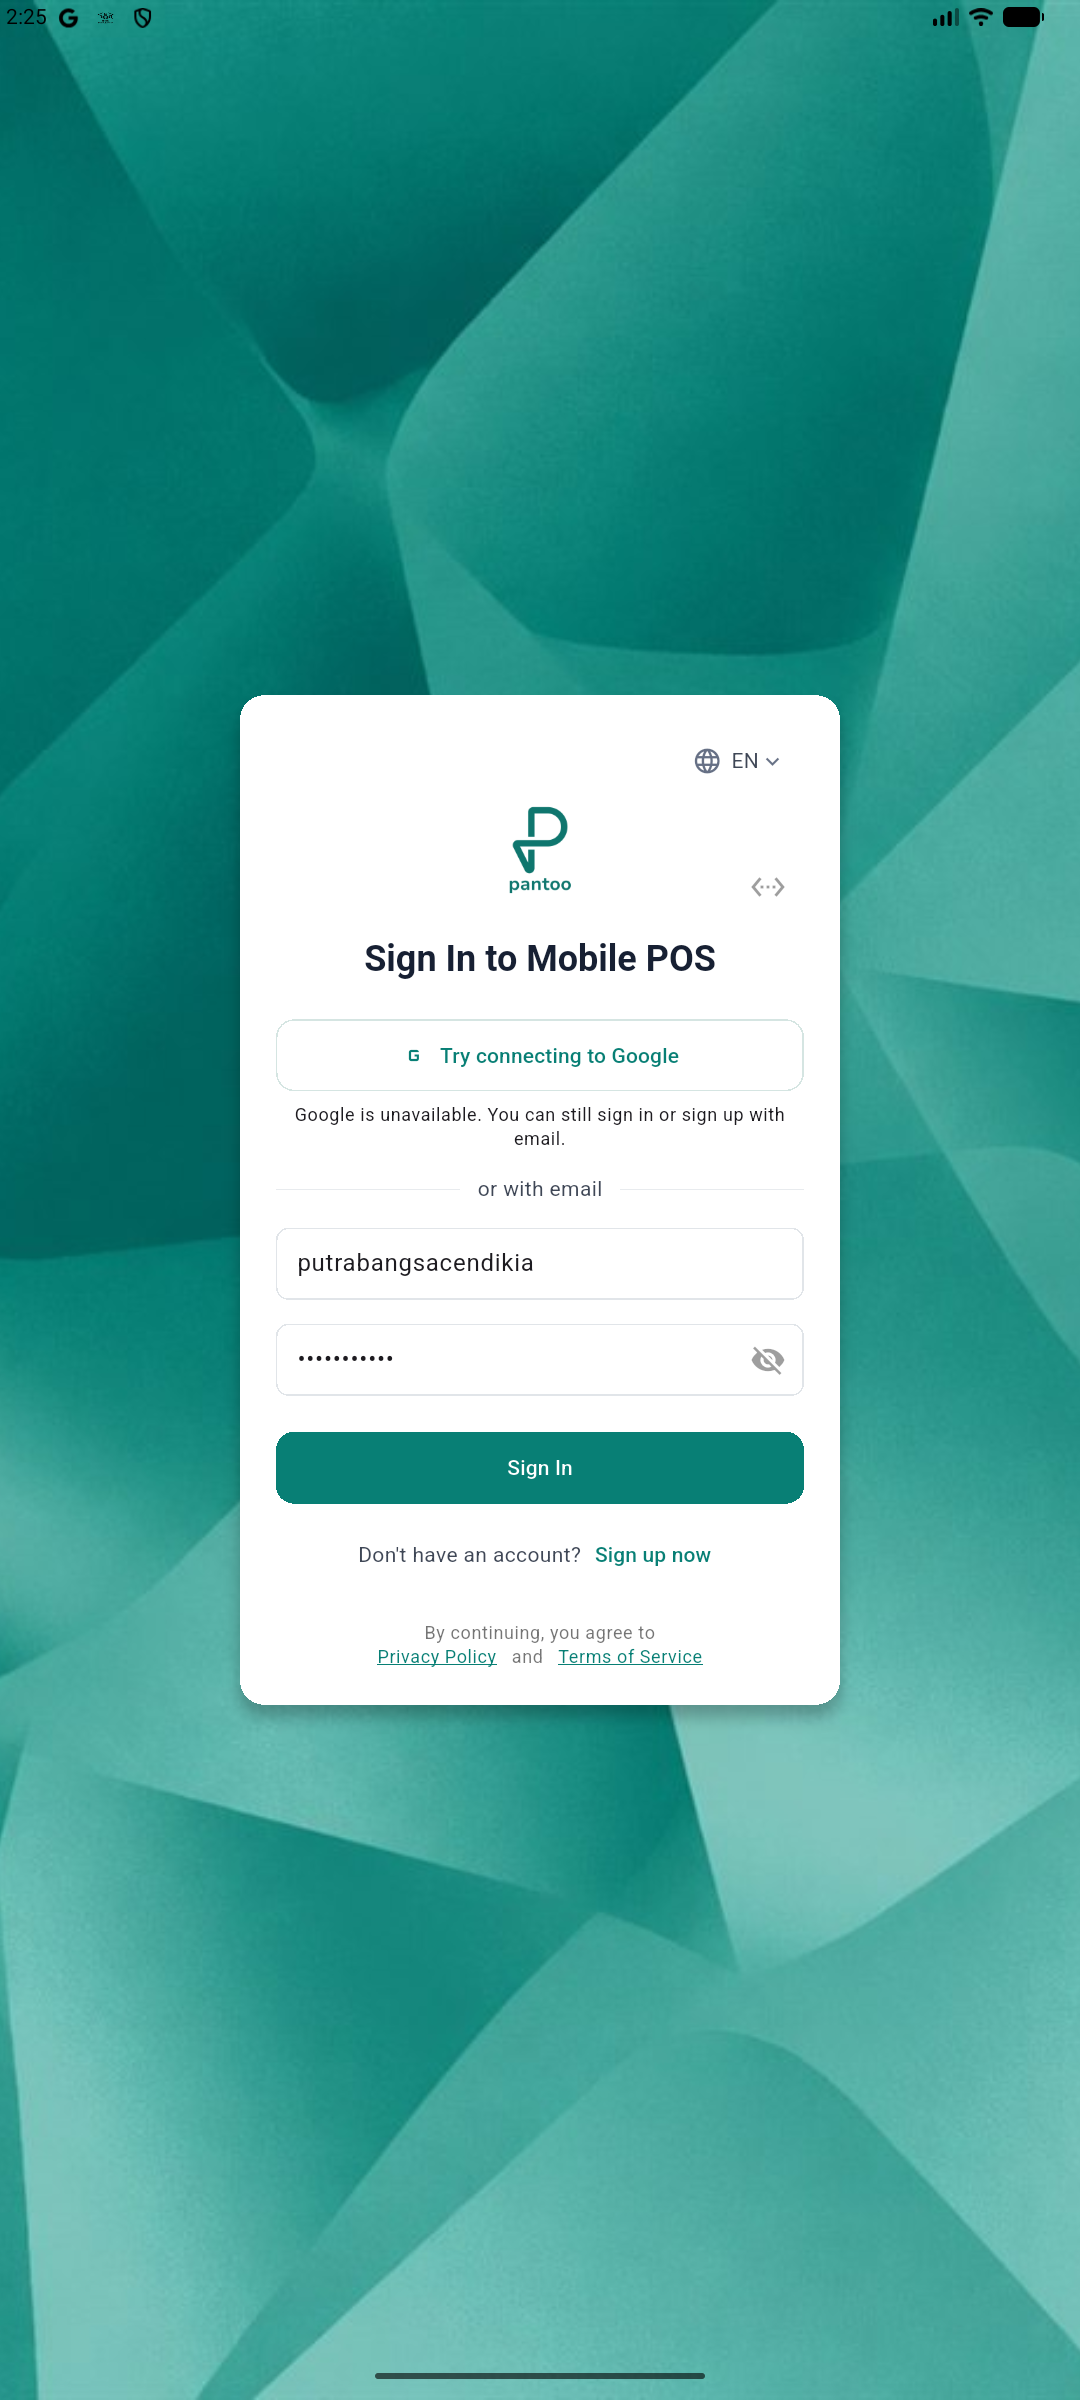 2:25
EN
pantoo
Sign In to Mobile POS
G Try connecting to Google
Google is unavailable. You can still sign in or sign up with
email.
or with email
putrabangsacendikia
•••••••••••
Sign In
Don't have an account? Sign up now
By continuing, you agree to
Privacy Policy and Terms of Service